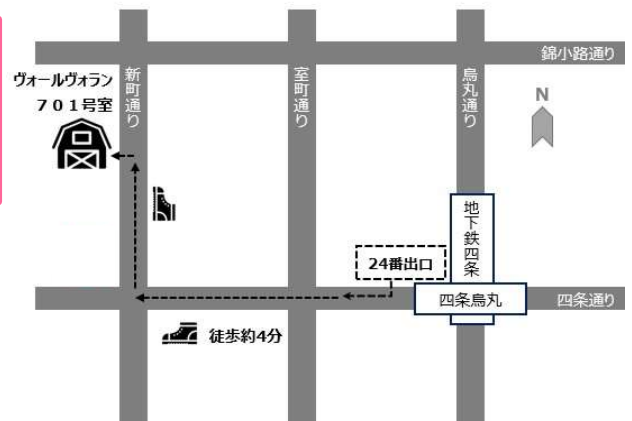 錦小路通り
ヴォールヴォラン
７０１号室
新町通り
室町通り
烏丸通り
N
地下鉄四条
24番出口
四条烏丸
四条通り
徒歩約4分